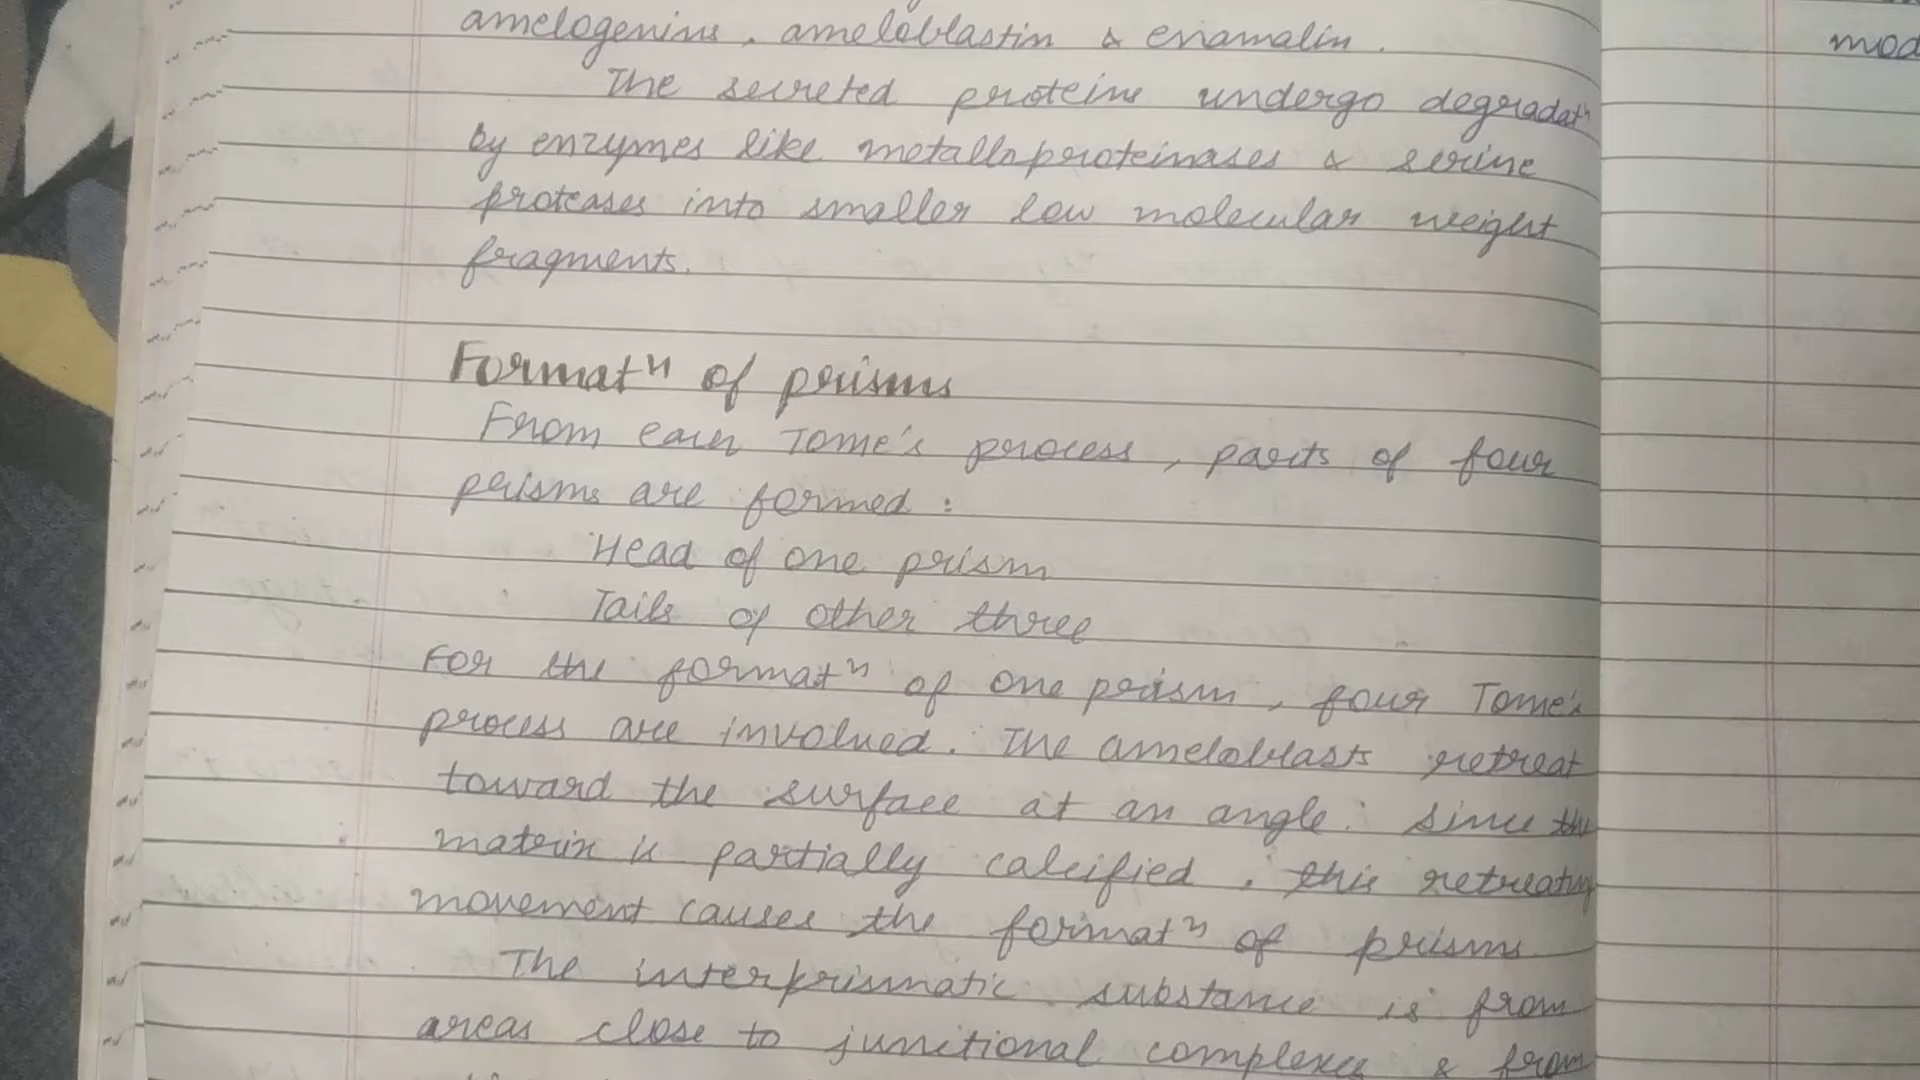 amelogenins, ameloblastin & enamalin.
The secreted proteins undergo degradatⁿ
by enzymes like metalloproteinases & serine
proteases into smaller low molecular weight
fragments.
Formatⁿ of prisms
From each Tome's process, parts of four
prisms are formed :
Head of one prism
Tails of other three
For the formatⁿ of one prism, four Tome's
process are involved. The ameloblasts retreat
toward the surface at an angle. Since the
matrix is partially calcified, this retreating
movement causes the formatⁿ of prisms.
The interprismatic substance is from
areas close to junctional complexes & from